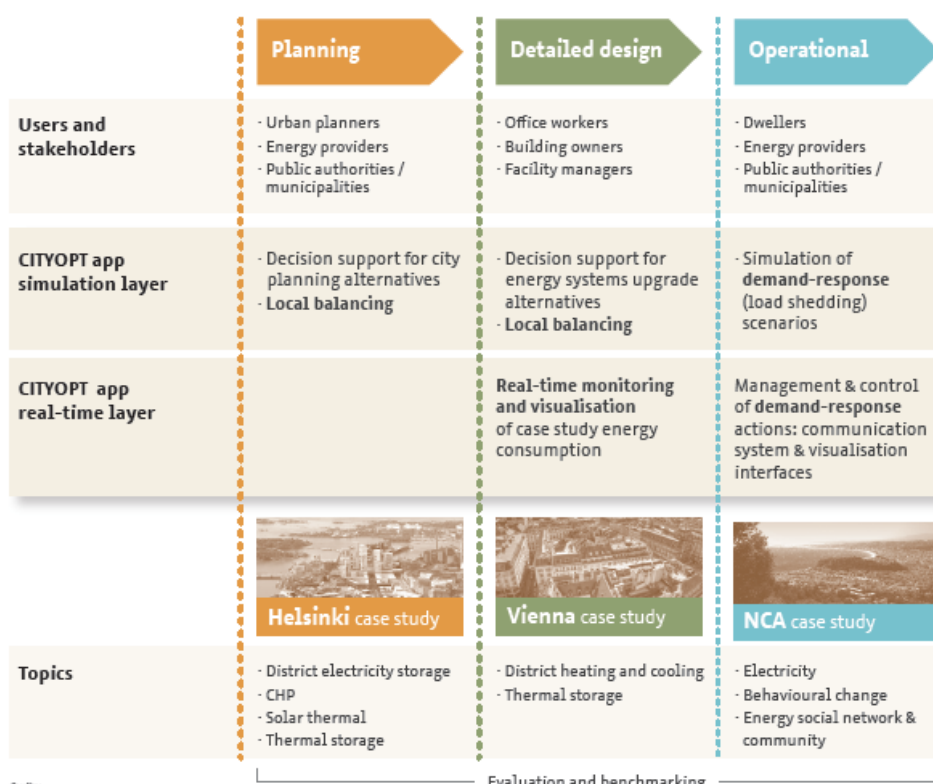 Planning
Detailed design
Operational
Users and
stakeholders
· Urban planners
· Energy providers
· Public authorities /
municipalities
· Office workers
· Building owners
· Facility managers
· Dwellers
· Energy providers
· Public authorities /
municipalities
CITYOPT app
simulation layer
· Decision support for city
planning alternatives
· Local balancing
· Decision support for
energy systems upgrade
alternatives
· Local balancing
· Simulation of
demand-response
(load shedding)
scenarios
CITYOPT app
real-time layer
Real-time monitoring
and visualisation
of case study energy
consumption
Management & control
of demand-response
actions: communication
system & visualisation
interfaces
Helsinki case study
Vienna case study
NCA case study
Topics
· District electricity storage
· CHP
· Solar thermal
· Thermal storage
· District heating and cooling
· Thermal storage
· Electricity
· Behavioural change
· Energy social network &
community
Evaluation and benchmarking